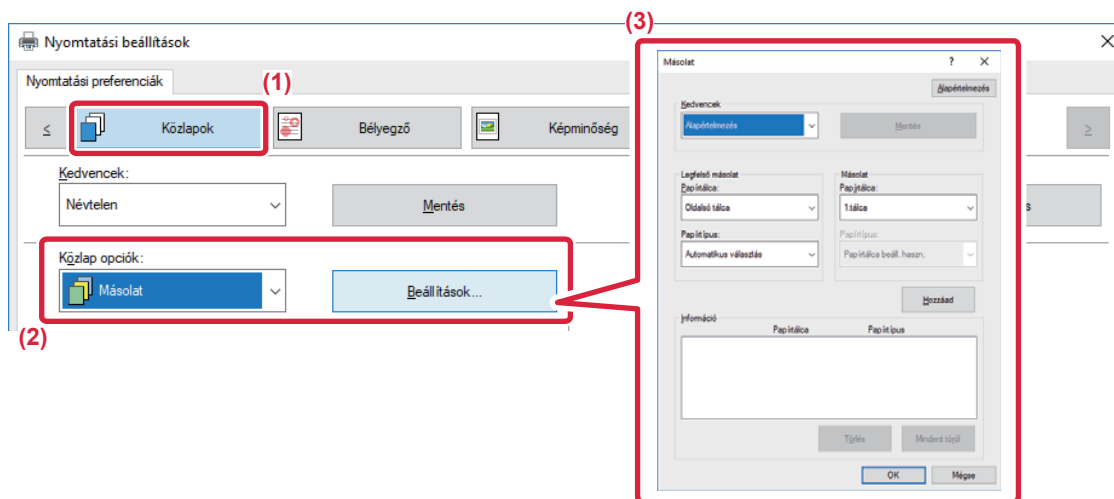 (3)
Nyomtatási beállítások
Nyomtatási preferenciák
(1)
< Közlapok Bélyegző Képminőség >
Kedvencek:
Névtelen Mentés s
Közlap opciók:
Másolat Beállítások...
(2)
Másolat ? X
Alapértelmezés
Kedvencek
Alapértelmezés Mentés
Legfelső másolat Másolat
Papírtálca: Papírtálca:
Oldalsó tálca 1.tálca
Papírtípus: Papírtípus:
Automatikus választás Papírtálca beáll. haszn.
Hozzáad
Információ
Papírtálca Papírtípus
Törlés Mindent töröl
OK Mégse